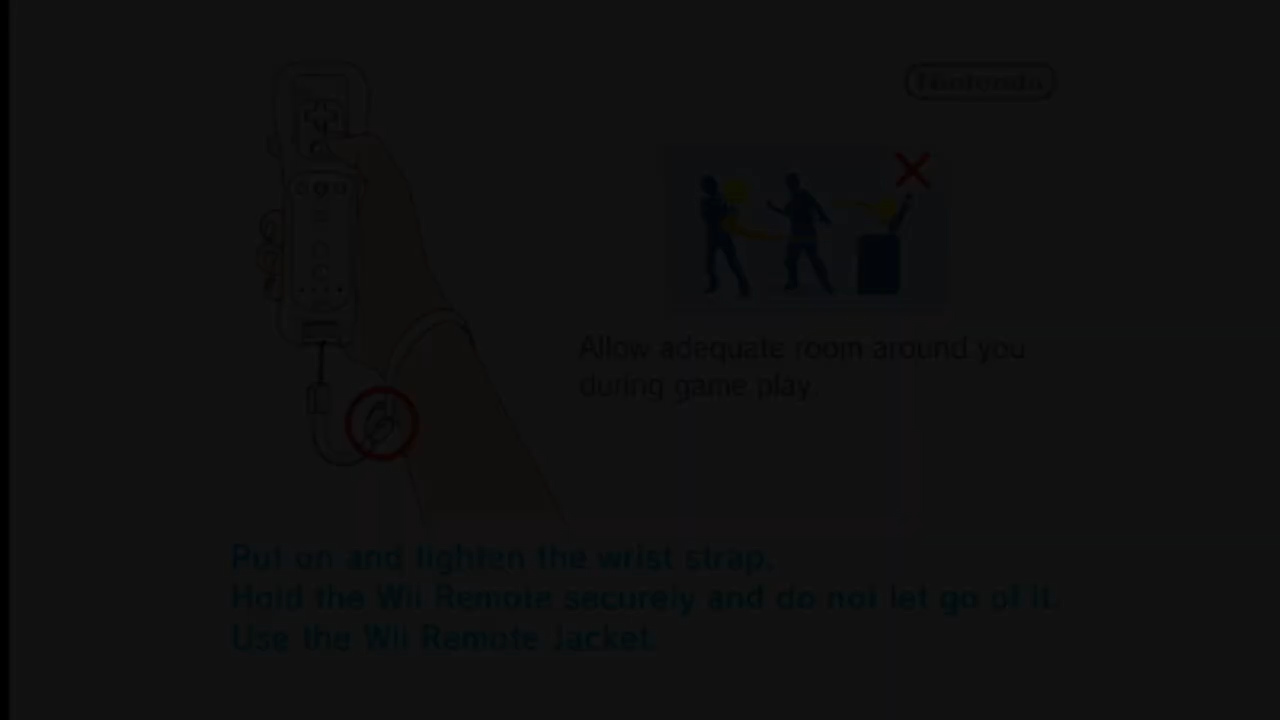 Nintendo
Allow adequate room around you
during game play.
Put on and tighten the wrist strap.
Hold the Wii Remote securely and do not let go of it.
Use the Wii Remote Jacket.